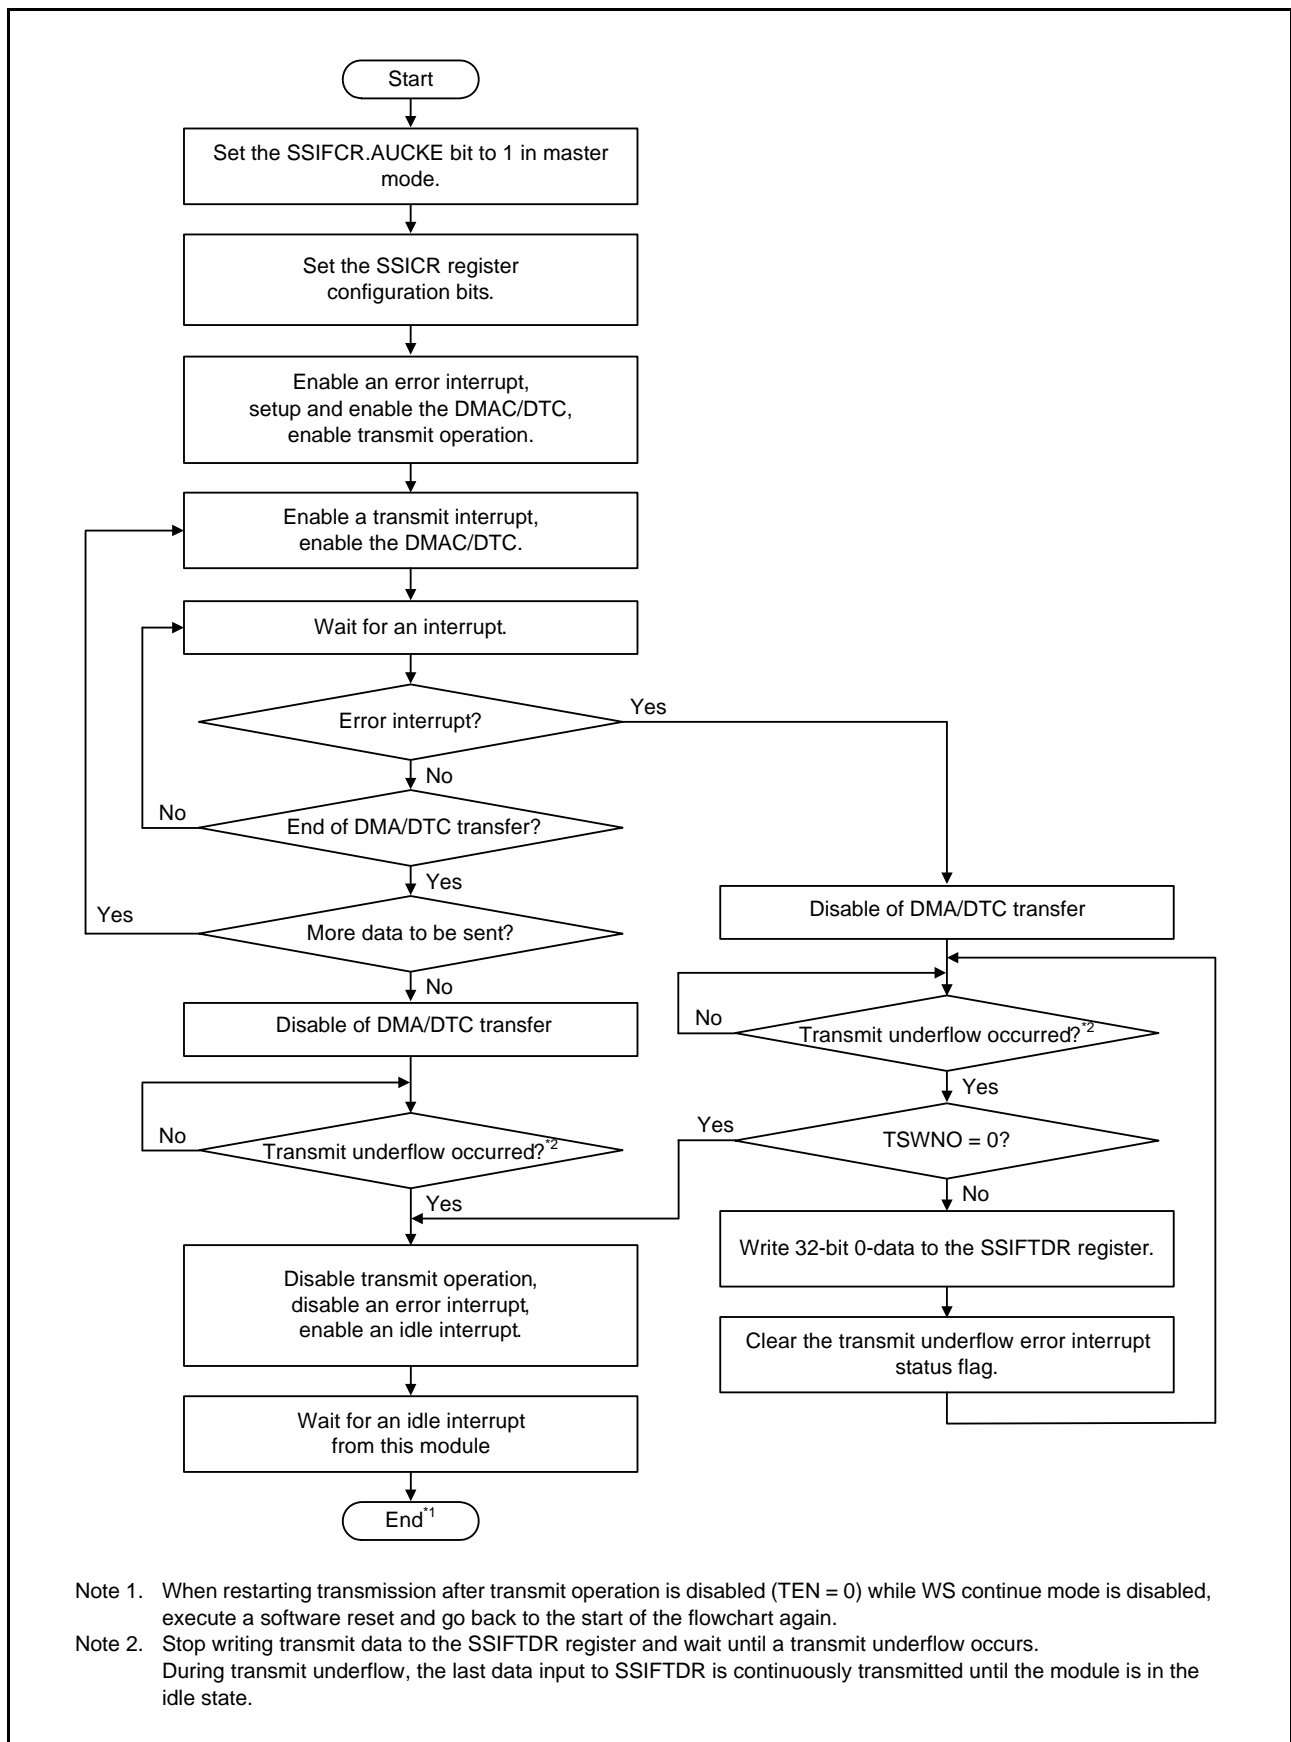 Start
Set the SSIFCR.AUCKE bit to 1 in master
mode.
Set the SSICR register
configuration bits.
Enable an error interrupt,
setup and enable the DMAC/DTC,
enable transmit operation.
Enable a transmit interrupt,
enable the DMAC/DTC.
Wait for an interrupt.
Error interrupt?
Yes
No
End of DMA/DTC transfer?
No
Yes
More data to be sent?
Yes
No
Disable of DMA/DTC transfer
Transmit underflow occurred?*2
No
Yes
Disable transmit operation,
disable an error interrupt,
enable an idle interrupt.
Wait for an idle interrupt
from this module
End*1
Disable of DMA/DTC transfer
Transmit underflow occurred?*2
No
Yes
TSWNO = 0?
Yes
No
Write 32-bit 0-data to the SSIFTDR register.
Clear the transmit underflow error interrupt
status flag.
Note 1. When restarting transmission after transmit operation is disabled (TEN = 0) while WS continue mode is disabled,
execute a software reset and go back to the start of the flowchart again.
Note 2. Stop writing transmit data to the SSIFTDR register and wait until a transmit underflow occurs.
During transmit underflow, the last data input to SSIFTDR is continuously transmitted until the module is in the
idle state.